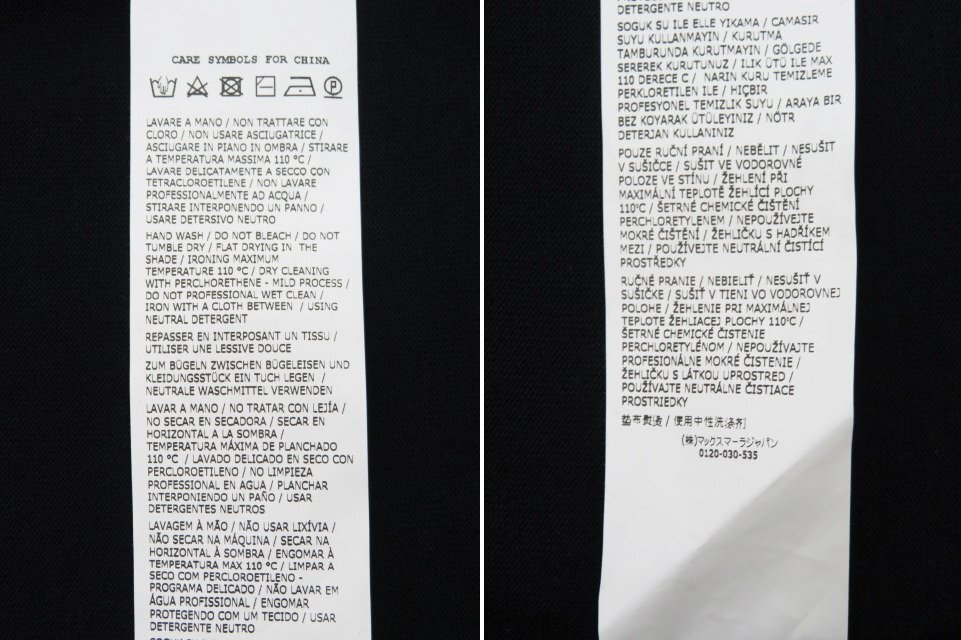 CARE SYMBOLS FOR CHINA
LAVARE A MANO / NON TRATTARE CON
CLORO / NON USARE ASCIUGATRICE /
ASCIUGARE IN PIANO IN OMBRA / STIRARE
A TEMPERATURA MASSIMA 110 °C /
LAVARE DELICATAMENTE A SECCO CON
TETRACLOROETILENE / NON LAVARE
PROFESSIONALMENTE AD ACQUA /
STIRARE INTERPONENDO UN PANNO /
USARE DETERSIVO NEUTRO
HAND WASH / DO NOT BLEACH / DO NOT
TUMBLE DRY / FLAT DRYING IN THE
SHADE / IRONING MAXIMUM
TEMPERATURE 110 °C / DRY CLEANING
WITH PERCLHORETHENE - MILD PROCESS /
DO NOT PROFESSIONAL WET CLEAN /
IRON WITH A CLOTH BETWEEN / USING
NEUTRAL DETERGENT
REPASSER EN INTERPOSANT UN TISSU /
UTILISER UNE LESSIVE DOUCE
ZUM BÜGELN ZWISCHEN BÜGELEISEN UND
KLEIDUNGSSTÜCK EIN TUCH LEGEN /
NEUTRALE WASCHMITTEL VERWENDEN
LAVAR A MANO / NO TRATAR CON LEJÍA /
NO SECAR EN SECADORA / SECAR EN
HORIZONTAL A LA SOMBRA /
TEMPERATURA MÁXIMA DE PLANCHADO
110 °C / LAVADO DELICADO EN SECO CON
PERCLOROETILENO / NO LIMPIEZA
PROFESSIONAL EN AGUA / PLANCHAR
INTERPONIENDO UN PAÑO / USAR
DETERGENTES NEUTROS
LAVAGEM À MÃO / NÃO USAR LIXÍVIA /
NÃO SECAR NA MÁQUINA / SECAR NA
HORIZONTAL À SOMBRA / ENGOMAR À
TEMPERATURA MAX 110 °C / LIMPAR A
SECO COM PERCLOROETILENO -
PROGRAMA DELICADO / NÃO LAVAR EM
ÁGUA PROFISSIONAL / ENGOMAR
PROTEGENDO COM UM TECIDO / USAR
DETERGENTE NEUTRO
DETERGENTE NEUTRO
SOGUK SU ILE ELLE YIKAMA / CAMASIR
SUYU KULLANMAYIN / KURUTMA
TAMBURUNDA KURUTMAYIN / GÖLGEDE
SEREREK KURUTUNUZ / ILIK ÜTÜ ILE MAX
110 DERECE C / NARIN KURU TEMIZLEME
PERKLORETILEN ILE / HIÇBIR
PROFESYONEL TEMIZLIK SUYU / ARAYA BIR
BEZ KOYARAK ÜTÜLEYINIZ / NÖTR
DETERJAN KULLANINIZ
POUZE RUČNÍ PRANÍ / NEBĚLIT / NESUŠIT
V SUŠIČCE / SUŠIT VE VODOROVNÉ
POLOZE VE STÍNU / ŽEHLENÍ PŘI
MAXIMÁLNÍ TEPLOTĚ ŽEHLÍCÍ PLOCHY
110°C / ŠETRNÉ CHEMICKÉ ČIŠTĚNÍ
PERCHLORETYLENEM / NEPOUŽÍVEJTE
MOKRÉ ČIŠTĚNÍ / ŽEHLIČKU S HADŘÍKEM
MEZI / POUŽÍVEJTE NEUTRÁLNÍ ČISTÍCÍ
PROSTŘEDKY
RUČNÉ PRANIE / NEBIELIŤ / NESUŠIŤ V
SUŠIČKE / SUŠIŤ V TIENI VO VODOROVNEJ
POLOHE / ŽEHLENIE PRI MAXIMÁLNEJ
TEPLOTE ŽEHLIACEJ PLOCHY 110°C /
ŠETRNÉ CHEMICKÉ ČISTENIE
PERCHLORETYLÉNOM / NEPOUŽÍVAJTE
PROFESIONÁLNE MOKRÉ ČISTENIE /
ŽEHLIČKU S LÁTKOU UPROSTRED /
POUŽÍVAJTE NEUTRÁLNE ČISTIACE
PROSTRIEDKY
垫布熨烫 / 使用中性洗涤剂
(株)マックスマーラジャパン
0120-030-535